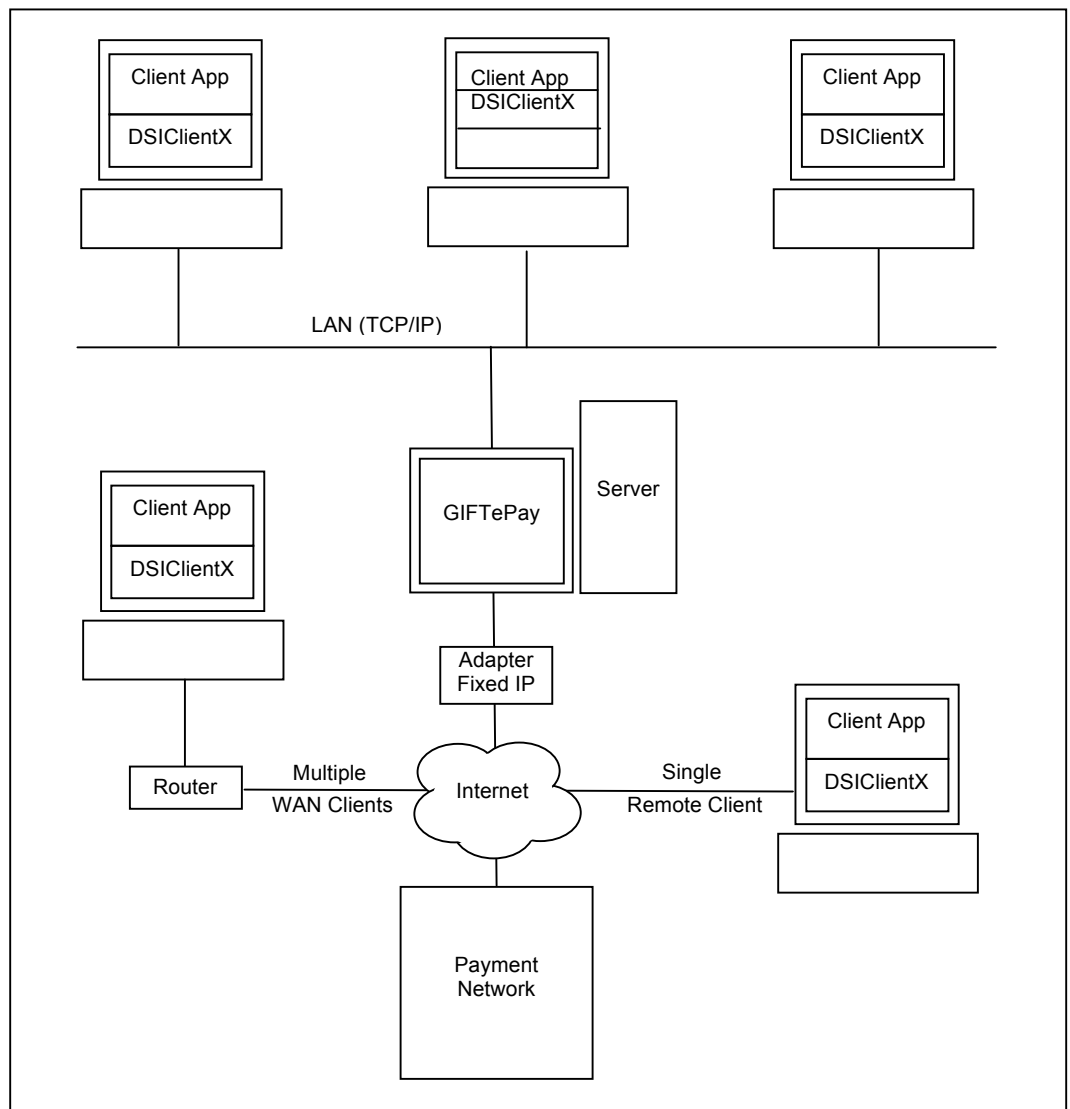 Client App
DSIClientX
Client App
DSIClientX
Client App
DSIClientX
LAN (TCP/IP)
GIFTePay
Server
Client App
DSIClientX
Adapter
Fixed IP
Client App
DSIClientX
Router
Multiple
WAN Clients
Internet
Single
Remote Client
Payment
Network